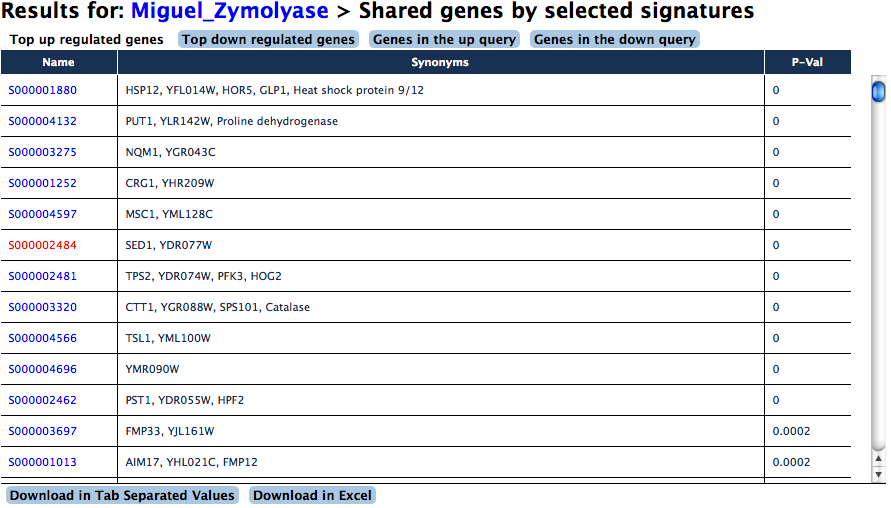 Results for: Miguel_Zymolyase > Shared genes by selected signatures
Top up regulated genes Top down regulated genes Genes in the up query Genes in the down query
Name Synonyms P-Val
S000001880 HSP12, YFL014W, HOR5, GLP1, Heat shock protein 9/12 0
S000004132 PUT1, YLR142W, Proline dehydrogenase 0
S000003275 NQM1, YGR043C 0
S000001252 CRG1, YHR209W 0
S000004597 MSC1, YML128C 0
S000002484 SED1, YDR077W 0
S000002481 TPS2, YDR074W, PFK3, HOG2 0
S000003320 CTT1, YGR088W, SPS101, Catalase 0
S000004566 TSL1, YML100W 0
S000004696 YMR090W 0
S000002462 PST1, YDR055W, HPF2 0
S000003697 FMP33, YJL161W 0.0002
S000001013 AIM17, YHL021C, FMP12 0.0002
Download in Tab Separated Values Download in Excel